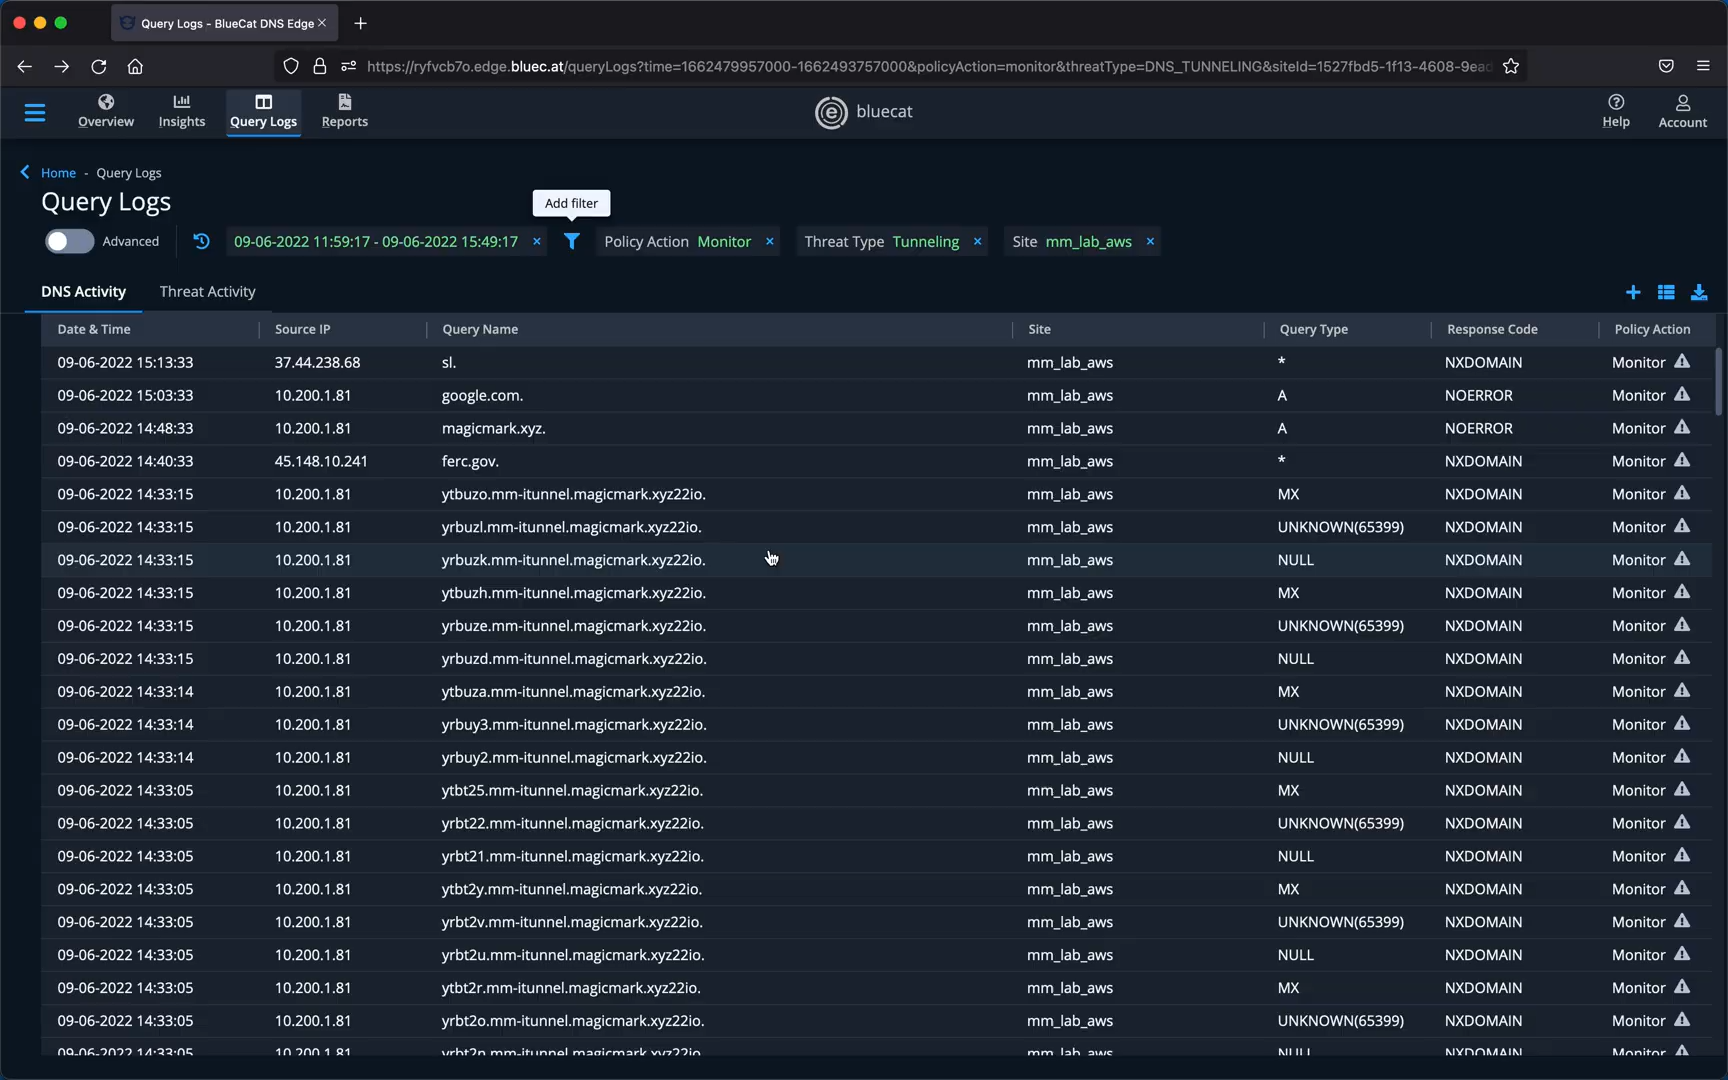 Query Logs - BlueCat DNS Edge
https://ryfvcb7o.edge.bluec.at/queryLogs?time=1662479957000-1662493757000&policyAction=monitor&threatType=DNS_TUNNELING&siteId=1527fbd5-1f13-4608-9ead
Overview Insights Query Logs Reports bluecat Help Account
Home - Query Logs
Add filter
Query Logs
Advanced 09-06-2022 11:59:17 - 09-06-2022 15:49:17 × Policy Action Monitor × Threat Type Tunneling × Site mm_lab_aws ×
DNS Activity Threat Activity
Date & Time Source IP Query Name Site Query Type Response Code Policy Action
09-06-2022 15:13:33 37.44.238.68 sl. mm_lab_aws * NXDOMAIN Monitor
09-06-2022 15:03:33 10.200.1.81 google.com. mm_lab_aws A NOERROR Monitor
09-06-2022 14:48:33 10.200.1.81 magicmark.xyz. mm_lab_aws A NOERROR Monitor
09-06-2022 14:40:33 45.148.10.241 ferc.gov. mm_lab_aws * NXDOMAIN Monitor
09-06-2022 14:33:15 10.200.1.81 ytbuzo.mm-itunnel.magicmark.xyz22io. mm_lab_aws MX NXDOMAIN Monitor
09-06-2022 14:33:15 10.200.1.81 yrbuzl.mm-itunnel.magicmark.xyz22io. mm_lab_aws UNKNOWN(65399) NXDOMAIN Monitor
09-06-2022 14:33:15 10.200.1.81 yrbuzk.mm-itunnel.magicmark.xyz22io. mm_lab_aws NULL NXDOMAIN Monitor
09-06-2022 14:33:15 10.200.1.81 ytbuzh.mm-itunnel.magicmark.xyz22io. mm_lab_aws MX NXDOMAIN Monitor
09-06-2022 14:33:15 10.200.1.81 yrbuze.mm-itunnel.magicmark.xyz22io. mm_lab_aws UNKNOWN(65399) NXDOMAIN Monitor
09-06-2022 14:33:15 10.200.1.81 yrbuzd.mm-itunnel.magicmark.xyz22io. mm_lab_aws NULL NXDOMAIN Monitor
09-06-2022 14:33:14 10.200.1.81 ytbuza.mm-itunnel.magicmark.xyz22io. mm_lab_aws MX NXDOMAIN Monitor
09-06-2022 14:33:14 10.200.1.81 yrbuy3.mm-itunnel.magicmark.xyz22io. mm_lab_aws UNKNOWN(65399) NXDOMAIN Monitor
09-06-2022 14:33:14 10.200.1.81 yrbuy2.mm-itunnel.magicmark.xyz22io. mm_lab_aws NULL NXDOMAIN Monitor
09-06-2022 14:33:05 10.200.1.81 ytbt25.mm-itunnel.magicmark.xyz22io. mm_lab_aws MX NXDOMAIN Monitor
09-06-2022 14:33:05 10.200.1.81 yrbt22.mm-itunnel.magicmark.xyz22io. mm_lab_aws UNKNOWN(65399) NXDOMAIN Monitor
09-06-2022 14:33:05 10.200.1.81 yrbt21.mm-itunnel.magicmark.xyz22io. mm_lab_aws NULL NXDOMAIN Monitor
09-06-2022 14:33:05 10.200.1.81 ytbt2y.mm-itunnel.magicmark.xyz22io. mm_lab_aws MX NXDOMAIN Monitor
09-06-2022 14:33:05 10.200.1.81 yrbt2v.mm-itunnel.magicmark.xyz22io. mm_lab_aws UNKNOWN(65399) NXDOMAIN Monitor
09-06-2022 14:33:05 10.200.1.81 yrbt2u.mm-itunnel.magicmark.xyz22io. mm_lab_aws NULL NXDOMAIN Monitor
09-06-2022 14:33:05 10.200.1.81 ytbt2r.mm-itunnel.magicmark.xyz22io. mm_lab_aws MX NXDOMAIN Monitor
09-06-2022 14:33:05 10.200.1.81 yrbt2o.mm-itunnel.magicmark.xyz22io. mm_lab_aws UNKNOWN(65399) NXDOMAIN Monitor
09-06-2022 14:33:05 10.200.1.81 yrbt2n.mm-itunnel.magicmark.xyz22io. mm_lab_aws NULL NXDOMAIN Monitor